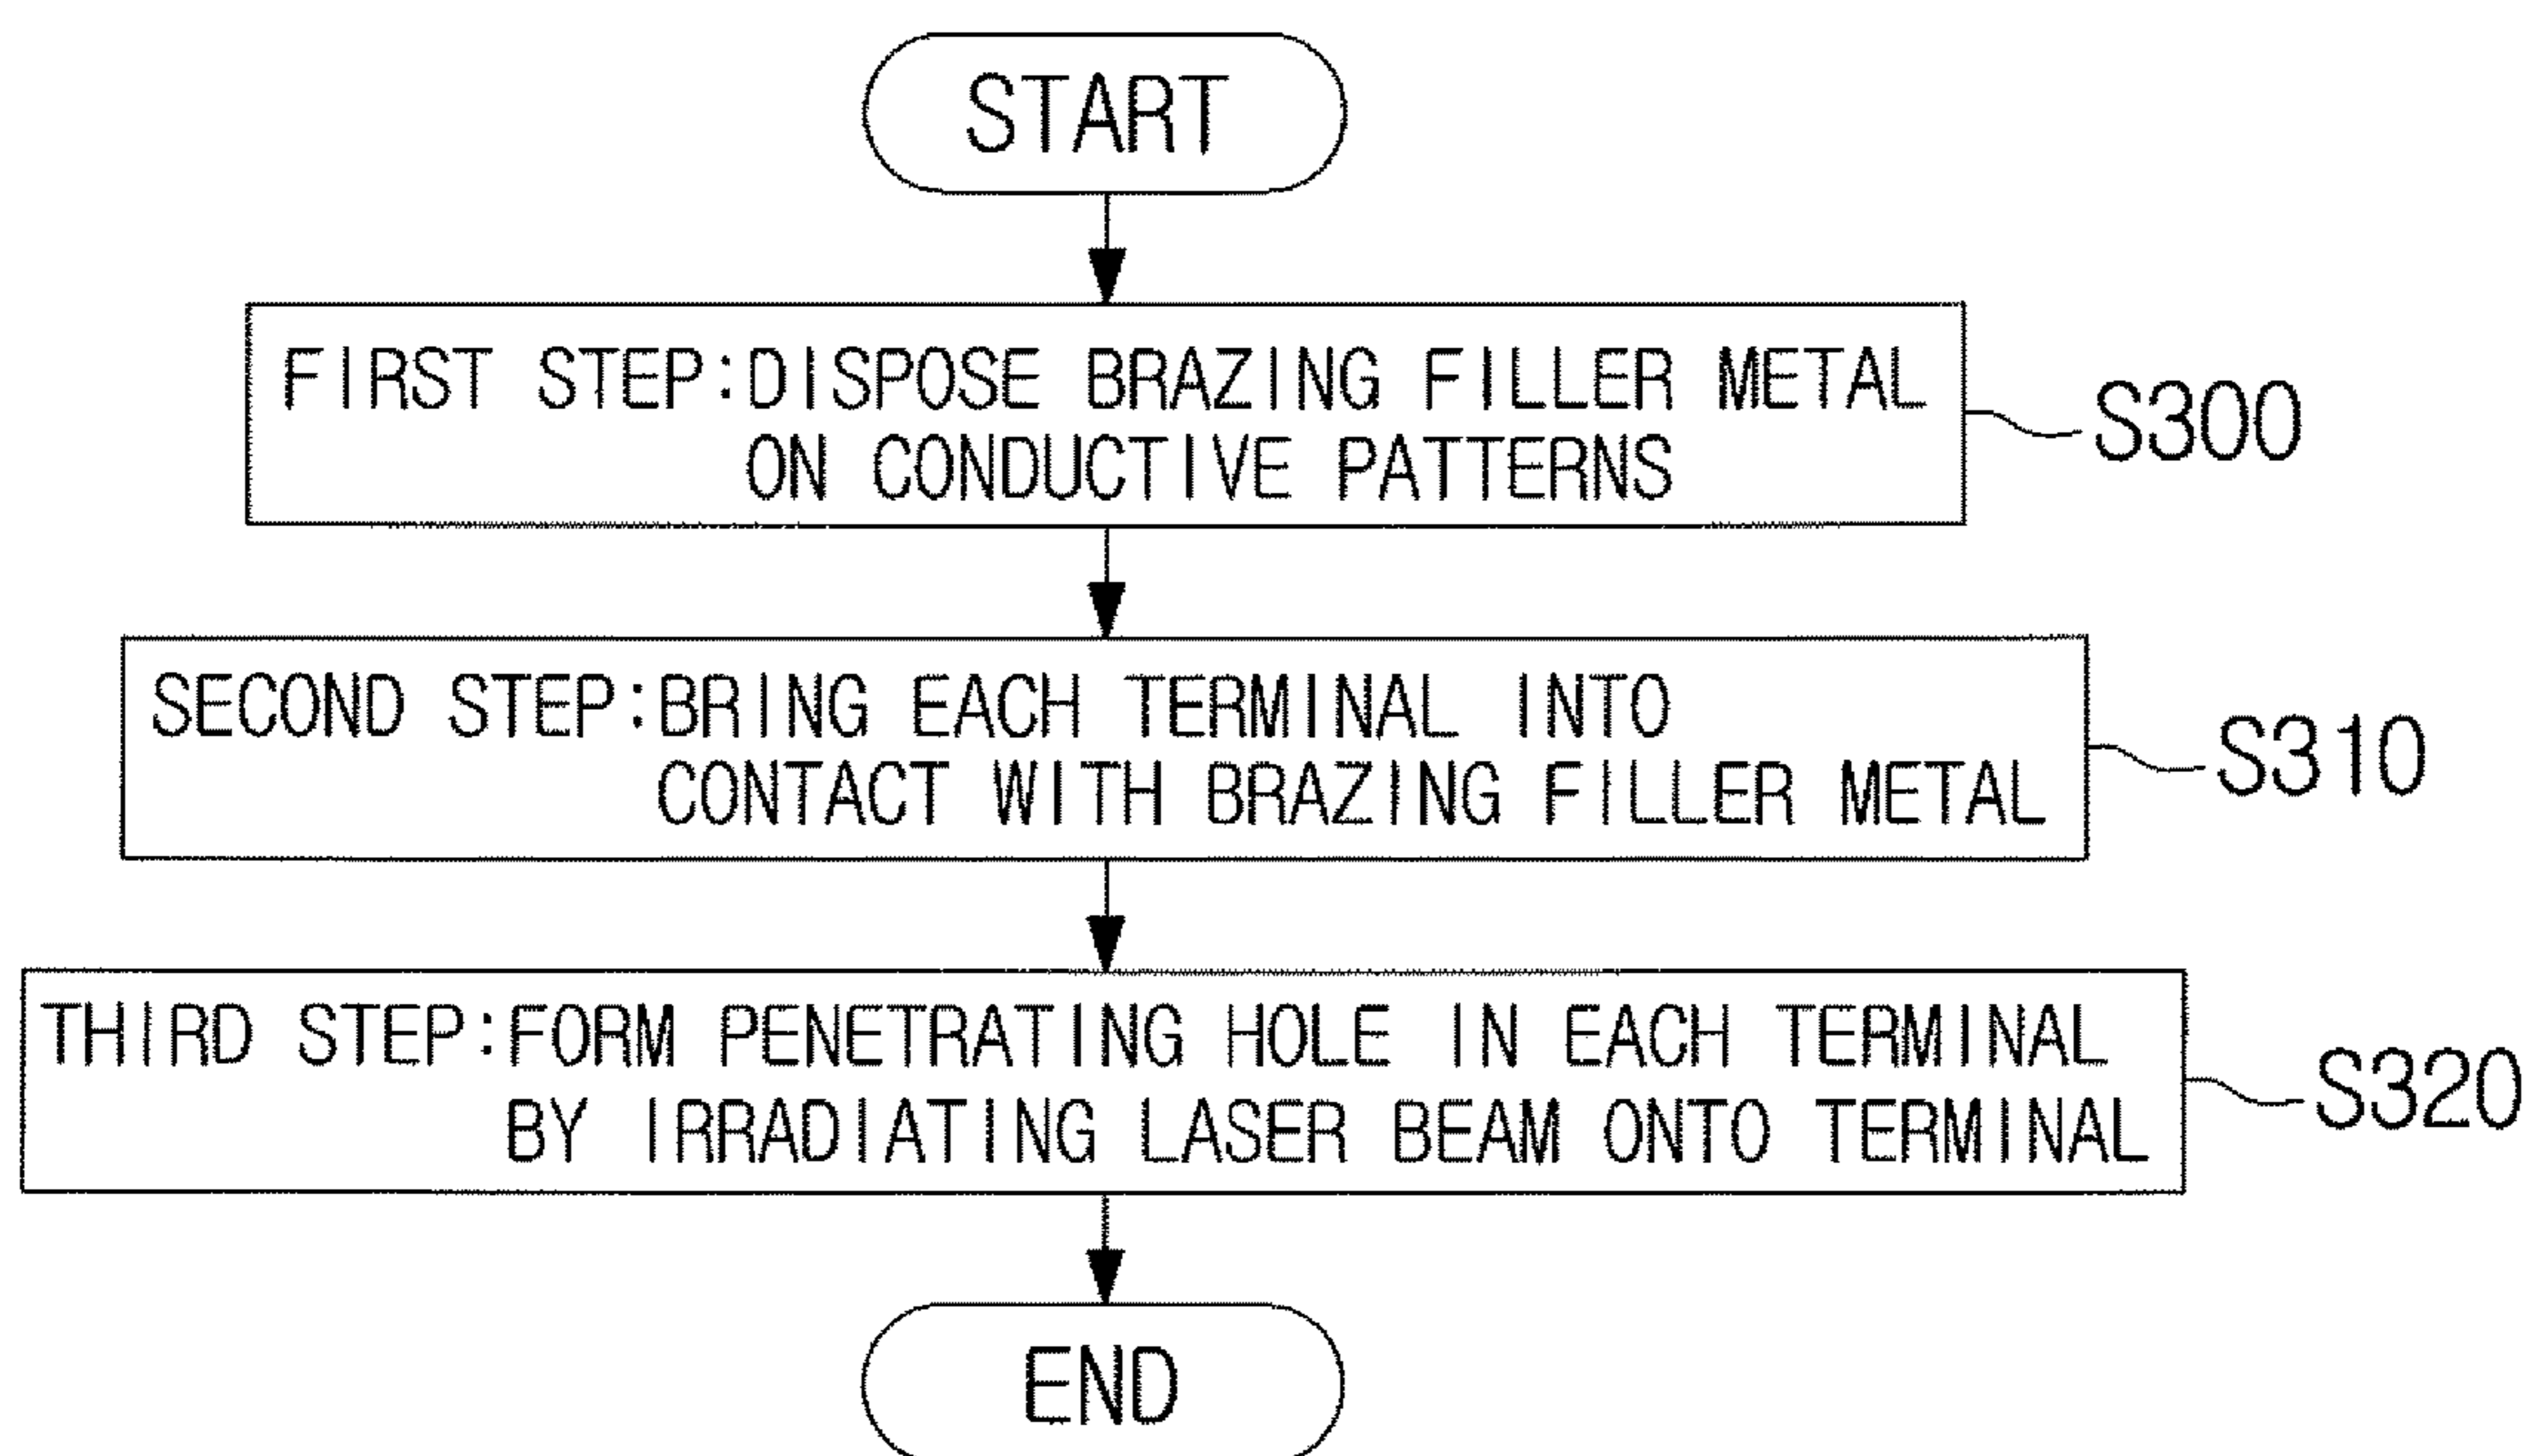 START
FIRST STEP:DISPOSE BRAZING FILLER METAL
ON CONDUCTIVE PATTERNS
S300
SECOND STEP:BRING EACH TERMINAL INTO
CONTACT WITH BRAZING FILLER METAL
S310
THIRD STEP:FORM PENETRATING HOLE IN EACH TERMINAL
BY IRRADIATING LASER BEAM ONTO TERMINAL
S320
END